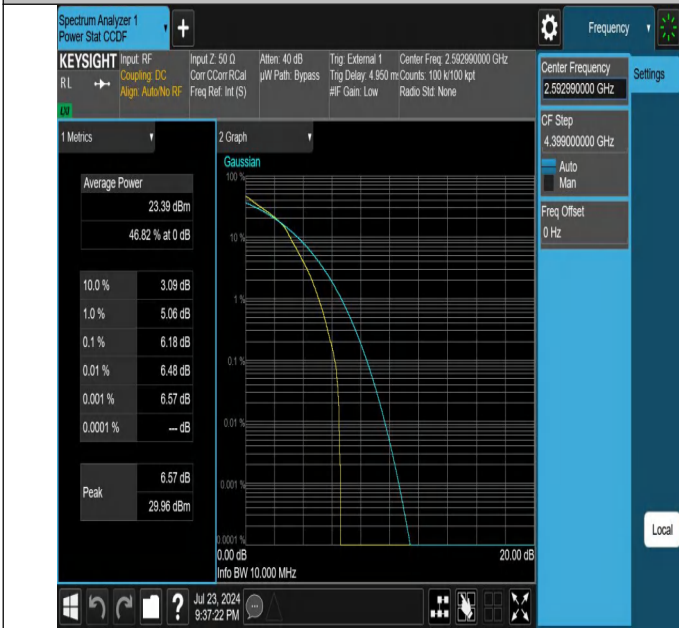 Spectrum Analyzer 1
Power Stat CCDF
+
Frequency
KEYSIGHT
RL
LXI
Input: RF
Coupling: DC
Align: Auto/No RF
Input Z: 50 Ω
Corr CCorr RCal
Freq Ref: Int (S)
Atten: 40 dB
µW Path: Bypass
Trig: External 1
Trig Delay: 4.950 m
#IF Gain: Low
Center Freq: 2.592990000 GHz
Counts: 100 k/100 kpt
Radio Std: None
Center Frequency
2.592990000 GHz
Settings
CF Step
4.399000000 GHz
Auto
Man
Freq Offset
0 Hz
1 Metrics
Average Power
23.39 dBm
46.82 % at 0 dB
10.0 % 3.09 dB
1.0 % 5.06 dB
0.1 % 6.18 dB
0.01 % 6.48 dB
0.001 % 6.57 dB
0.0001 % --- dB
Peak
6.57 dB
29.96 dBm
2 Graph
Gaussian
100 %
10 %
1 %
0.1 %
0.01 %
0.001 %
0.0001 %
0.00 dB
20.00 dB
Info BW 10.000 MHz
Local
?
Jul 23, 2024
9:37:22 PM